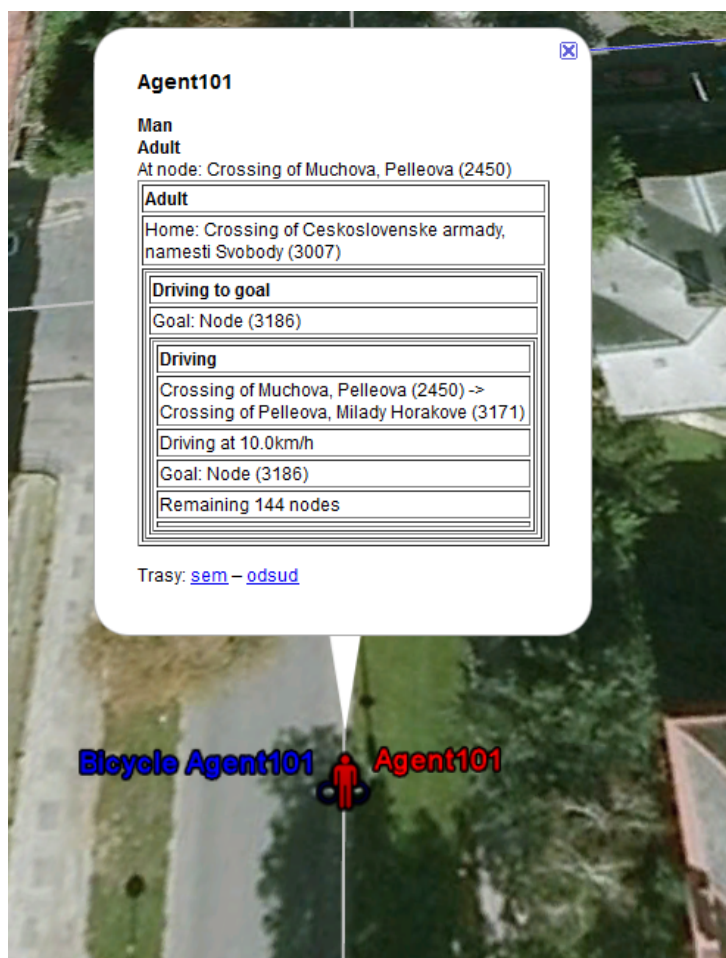 Agent101
Man
Adult
At node: Crossing of Muchova, Pelleova (2450)
Adult
Home: Crossing of Ceskoslovenske armady,
namesti Svobody (3007)
Driving to goal
Goal: Node (3186)
Driving
Crossing of Muchova, Pelleova (2450) ->
Crossing of Pelleova, Milady Horakove (3171)
Driving at 10.0km/h
Goal: Node (3186)
Remaining 144 nodes
Trasy: sem – odsud
Bicycle Agent101
Agent101